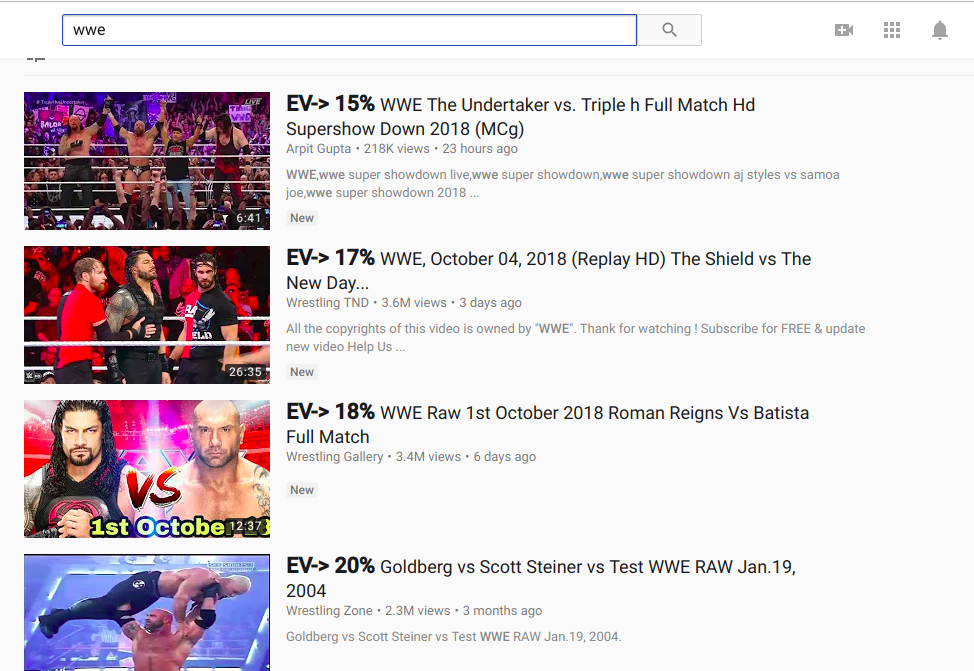 wwe
# TripleHvsUndertaker
LIVE
6:41
EV-> 15% WWE The Undertaker vs. Triple h Full Match Hd
Supershow Down 2018 (MCg)
Arpit Gupta • 218K views • 23 hours ago
WWE,wwe super showdown live,wwe super showdown,wwe super showdown aj styles vs samoa
joe,wwe super showdown 2018 ...
New
26:35
EV-> 17% WWE, October 04, 2018 (Replay HD) The Shield vs The
New Day...
Wrestling TND • 3.6M views • 3 days ago
All the copyrights of this video is owned by "WWE". Thank for watching ! Subscribe for FREE & update
new video Help Us ...
New
VS
1st October
12:37
EV-> 18% WWE Raw 1st October 2018 Roman Reigns Vs Batista
Full Match
Wrestling Gallery • 3.4M views • 6 days ago
New
EV-> 20% Goldberg vs Scott Steiner vs Test WWE RAW Jan.19,
2004
Wrestling Zone • 2.3M views • 3 months ago
Goldberg vs Scott Steiner vs Test WWE RAW Jan.19, 2004.